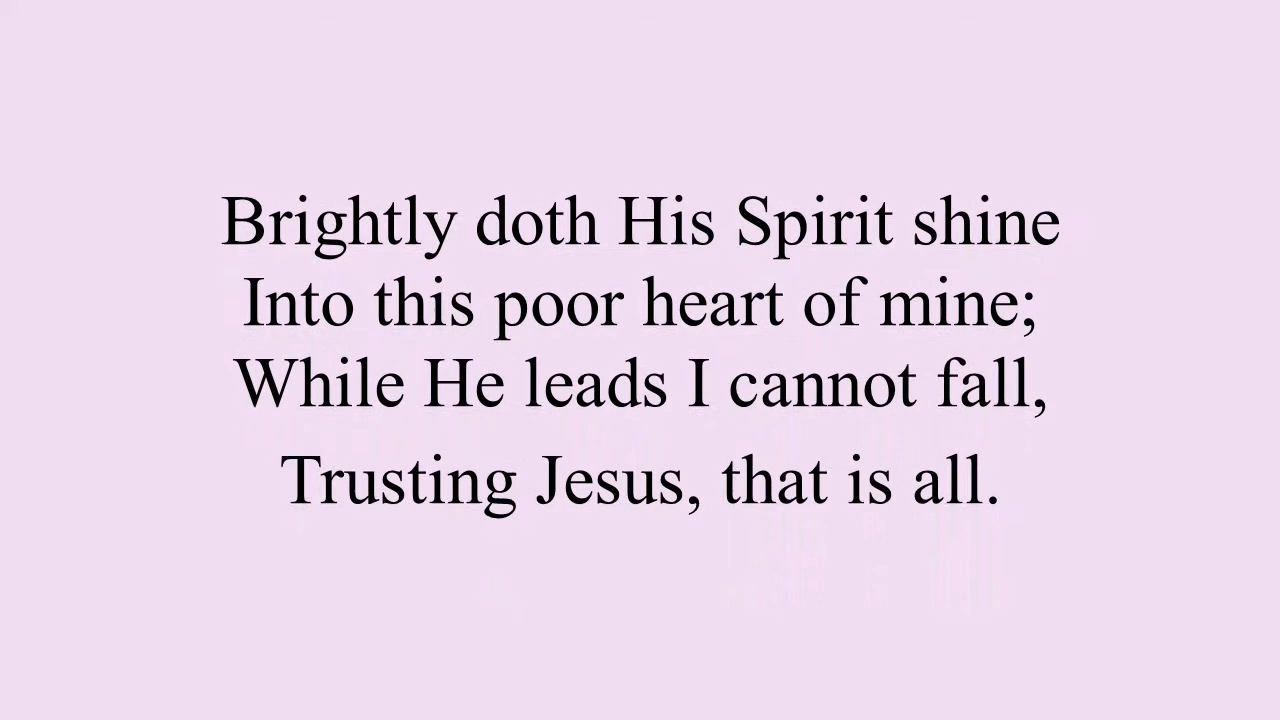 Brightly doth His Spirit shine
Into this poor heart of mine;
While He leads I cannot fall,
Trusting Jesus, that is all.